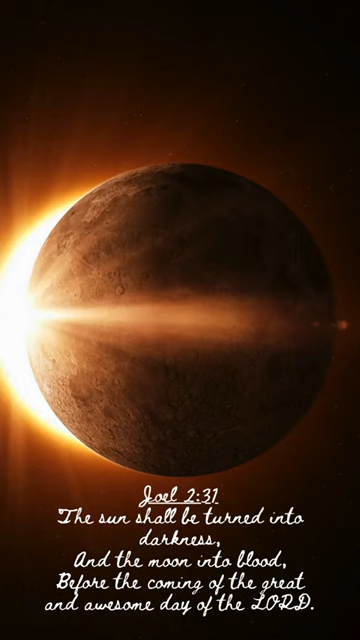 Joel 2:31
The sun shall be turned into
darkness,
And the moon into blood,
Before the coming of the great
and awesome day of the LORD.